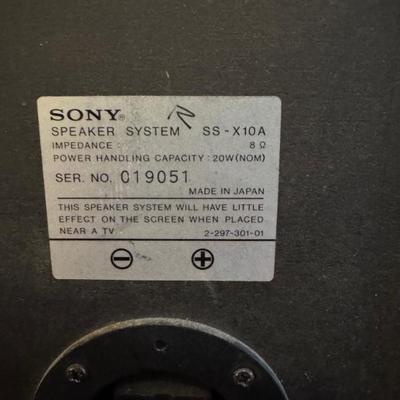 SONY®
SPEAKER SYSTEM SS-X10A
IMPEDANCE : 8 Ω
POWER HANDLING CAPACITY : 20W(NOM)
SER. NO. 019051
MADE IN JAPAN
THIS SPEAKER SYSTEM WILL HAVE LITTLE
EFFECT ON THE SCREEN WHEN PLACED
NEAR A TV 2-297-301-01
⊖ ⊕